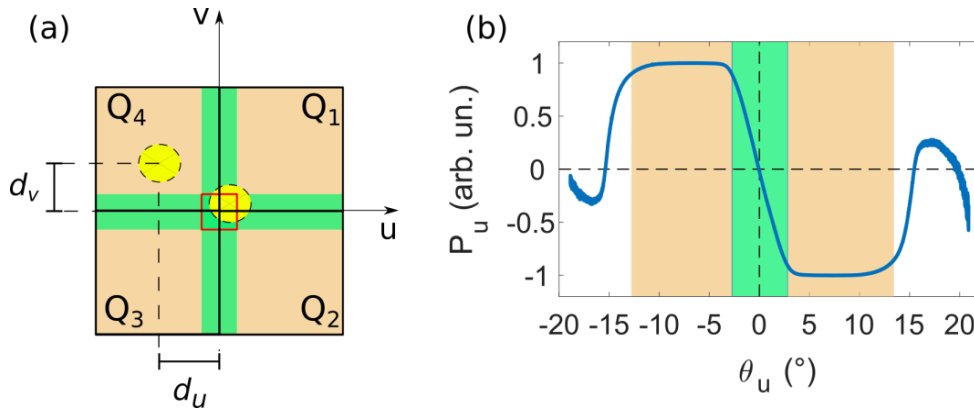 (a)
v
Q₄
Q₁
dᵥ
u
Q₃
Q₂
dᵤ
(b)
Pᵤ (arb. un.)
1
0.5
0
-0.5
-1
-20 -15 -10 -5 0 5 10 15 20
θᵤ (°)